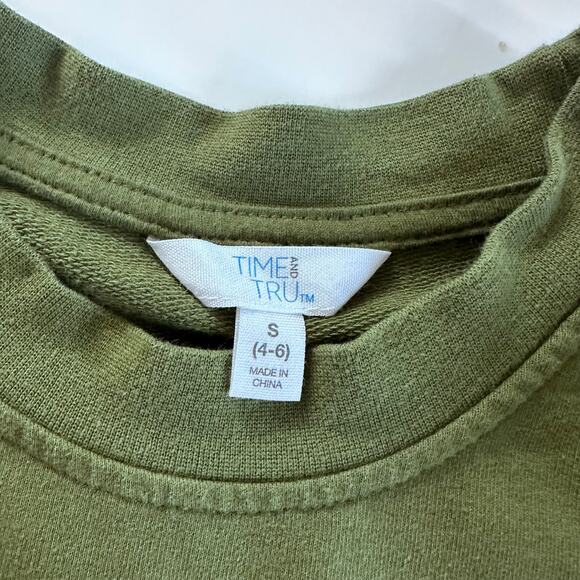 TIME AND
TRU™
S
(4-6)
MADE IN
CHINA